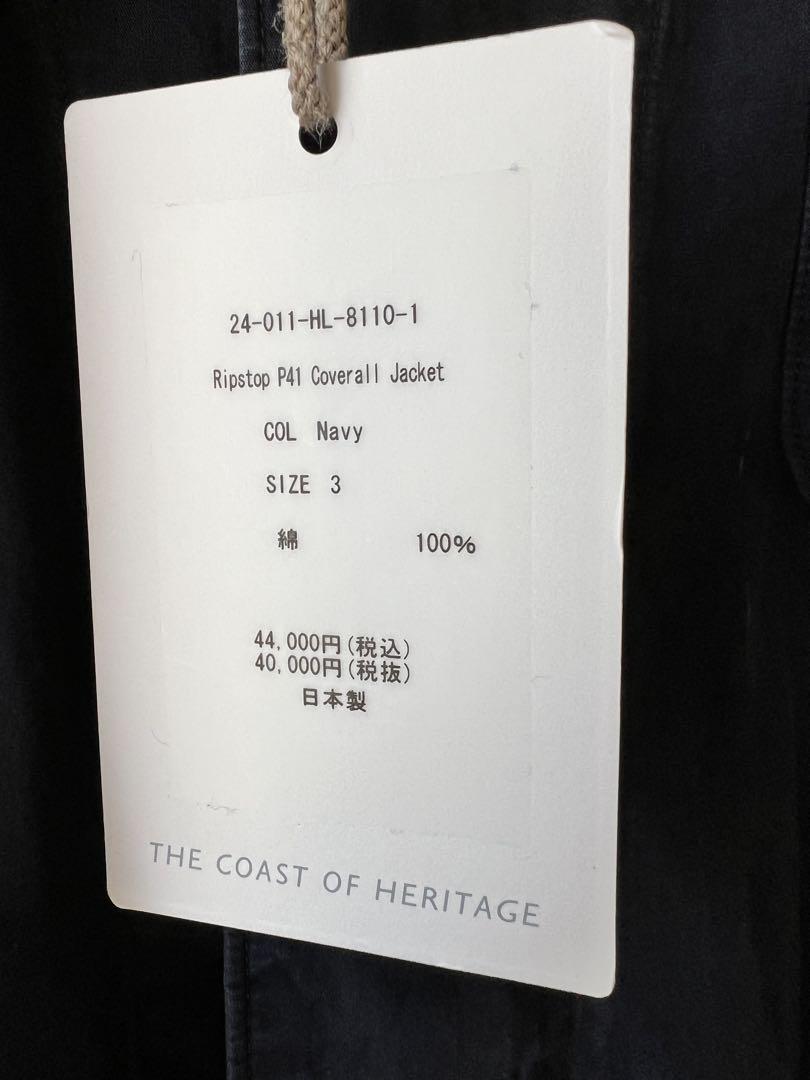 24-011-HL-8110-1
Ripstop P41 Coverall Jacket
COL Navy
SIZE 3
綿 100%
44,000円(税込)
40,000円(税抜)
日本製
THE COAST OF HERITAGE